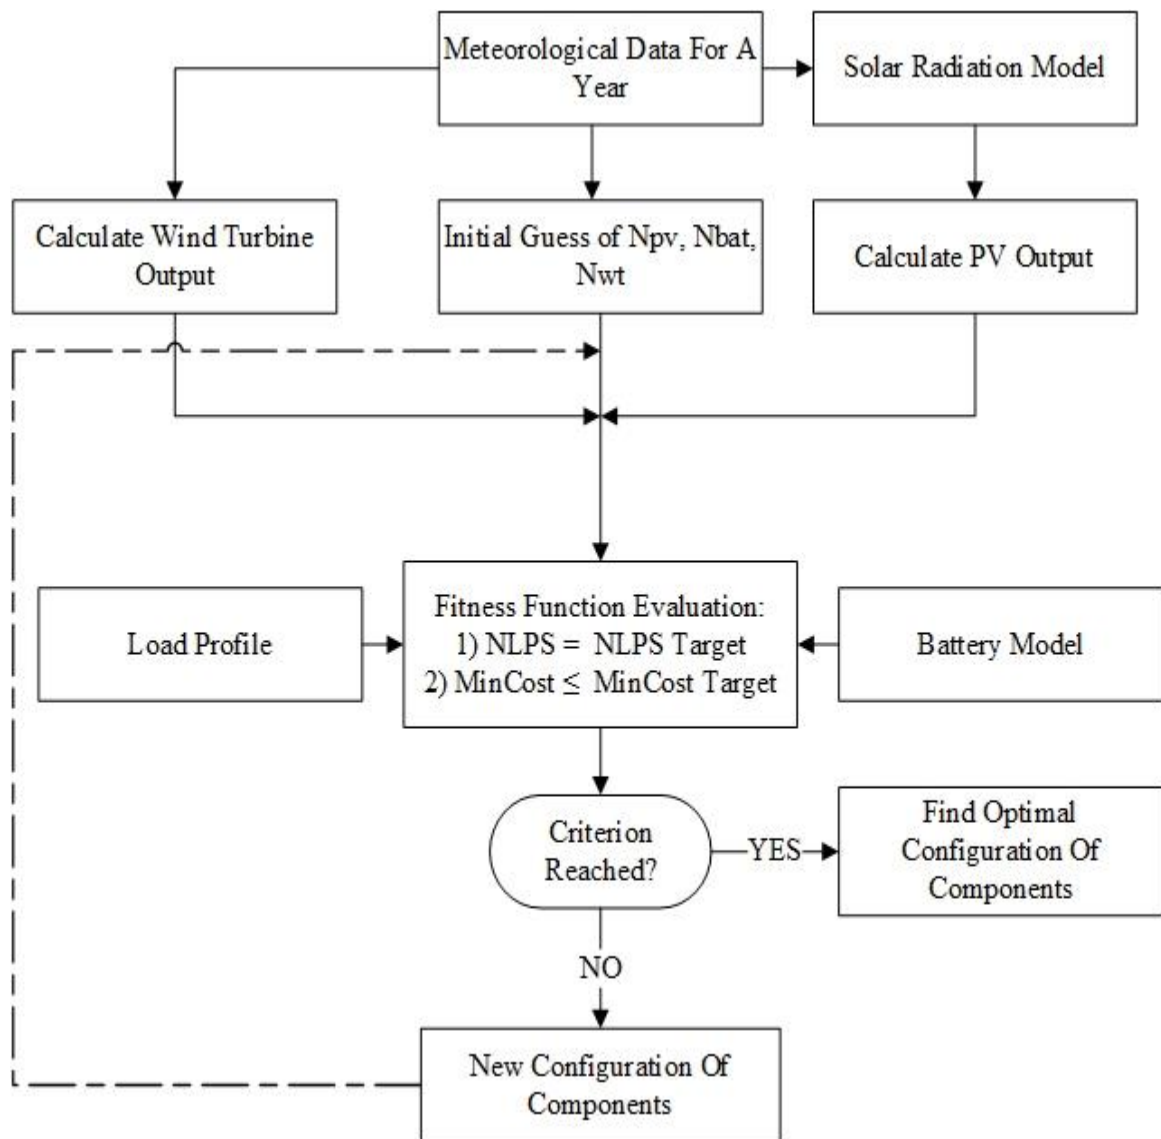 Meteorological Data For A
Year
Solar Radiation Model
Calculate Wind Turbine
Output
Initial Guess of Npv, Nbat,
Nwt
Calculate PV Output
Load Profile
Fitness Function Evaluation:
1) NLPS = NLPS Target
2) MinCost ≤ MinCost Target
Battery Model
Criterion
Reached?
YES
Find Optimal
Configuration Of
Components
NO
New Configuration Of
Components